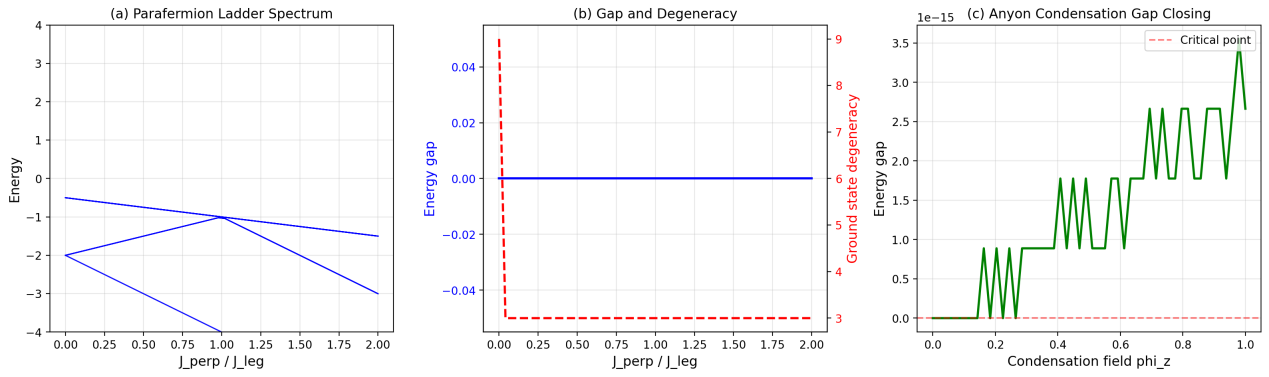 (a) Parafermion Ladder Spectrum
4
3
2
1
0
−1
−2
−3
−4
Energy
0.00 0.25 0.50 0.75 1.00 1.25 1.50 1.75 2.00
J_perp / J_leg
(b) Gap and Degeneracy
0.04
0.02
0.00
−0.02
−0.04
Energy gap
9
8
7
6
5
4
3
Ground state degeneracy
0.00 0.25 0.50 0.75 1.00 1.25 1.50 1.75 2.00
J_perp / J_leg
1e−15
(c) Anyon Condensation Gap Closing
Critical point
3.5
3.0
2.5
2.0
1.5
1.0
0.5
0.0
Energy gap
0.0 0.2 0.4 0.6 0.8 1.0
Condensation field phi_z